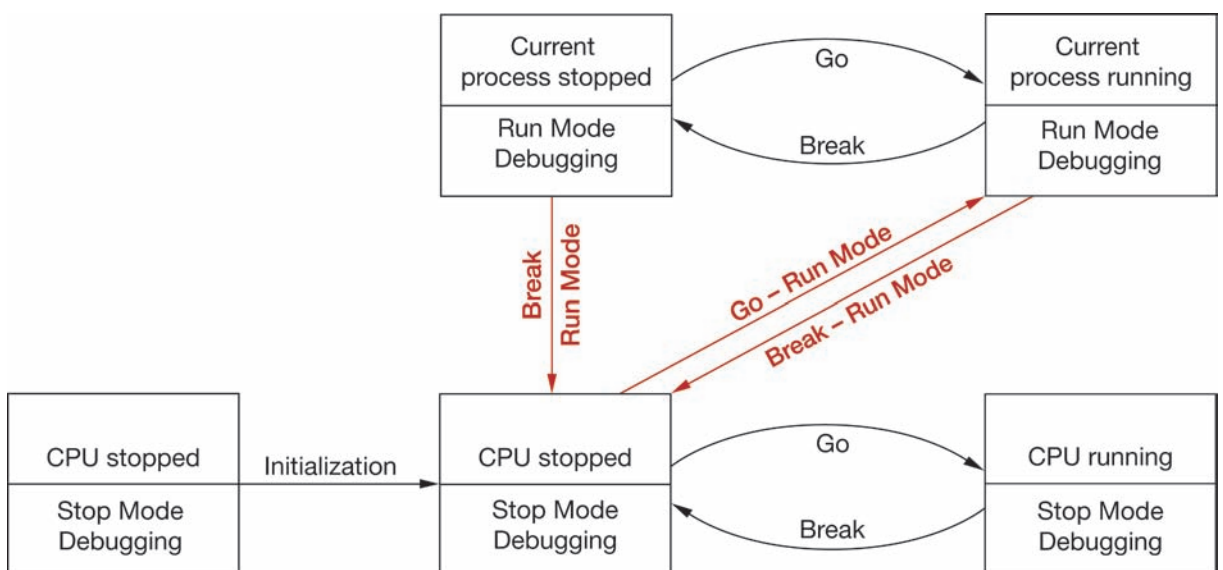 Current
process stopped
Run Mode
Debugging
Go
Break
Current
process running
Run Mode
Debugging
Break
Run Mode
Go – Run Mode
Break – Run Mode
CPU stopped
Stop Mode
Debugging
Initialization
CPU stopped
Stop Mode
Debugging
Go
Break
CPU running
Stop Mode
Debugging